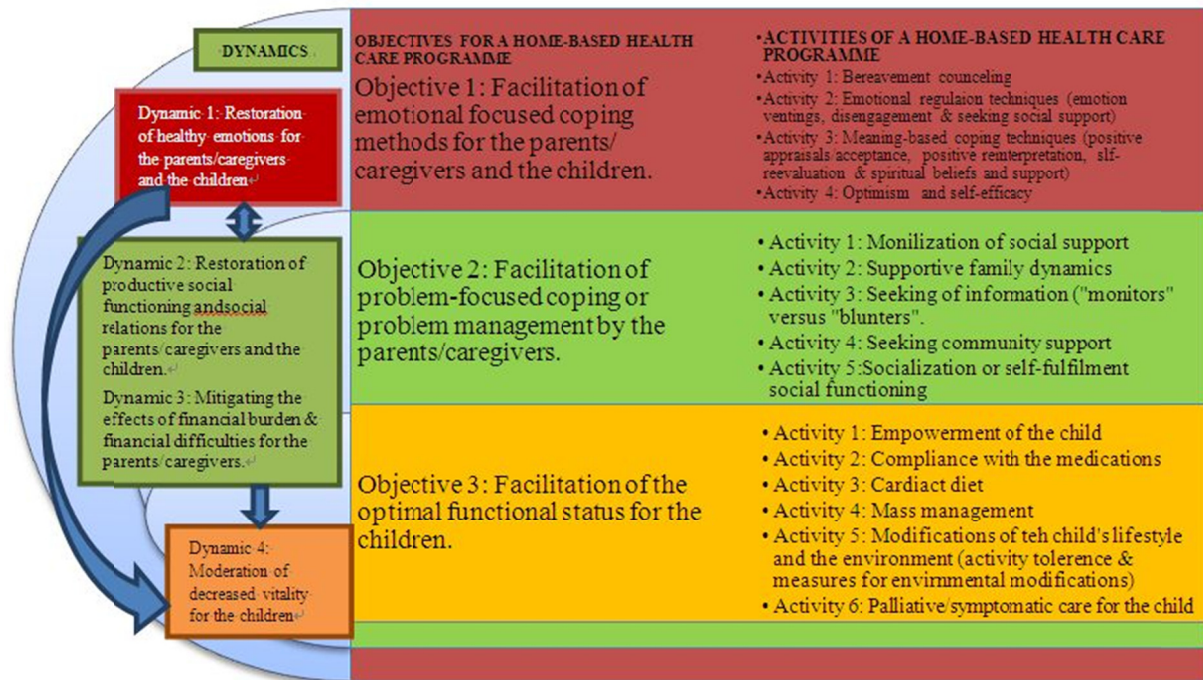 DYNAMICS
Dynamic 1: Restoration
of healthy emotions for
the parents/caregivers
and the children
Dynamic 2: Restoration of
productive social
functioning andsocial
relations for the
parents/caregivers and the
children.
Dynamic 3: Mitigating the
effects of financial burden &
financial difficulties for the
parents/caregivers.
Dynamic 4:
Moderation of
decreased vitality
for the children
OBJECTIVES FOR A HOME-BASED HEALTH
CARE PROGRAMME
Objective 1: Facilitation of
emotional focused coping
methods for the parents/
caregivers and the children.
Objective 2: Facilitation of
problem-focused coping or
problem management by the
parents/caregivers.
Objective 3: Facilitation of the
optimal functional status for the
children.
•ACTIVITIES OF A HOME-BASED HEALTH CARE
PROGRAMME
•Activity 1: Bereavement counceling
•Activity 2: Emotional regulaion techniques (emotion
ventings, disengagement & seeking social support)
•Activity 3: Meaning-based coping techniques (positive
appraisals/acceptance, positive reinterpretation, slf-
reevaluation & spiritual beliefs and support)
•Activity 4: Optimism and self-efficacy
• Activity 1: Monilization of social support
• Activity 2: Supportive family dynamics
• Activity 3: Seeking of information ("monitors"
versus "blunters".
• Activity 4: Seeking community support
• Activity 5:Socialization or self-fulfilment
social functioning
• Activity 1: Empowerment of the child
• Activity 2: Compliance with the medications
• Activity 3: Cardiact diet
• Activity 4: Mass management
• Activity 5: Modifications of teh child's lifestyle
and the environment (activity tolerence &
measures for envirnmental modifications)
• Activity 6: Palliative/symptomatic care for the child